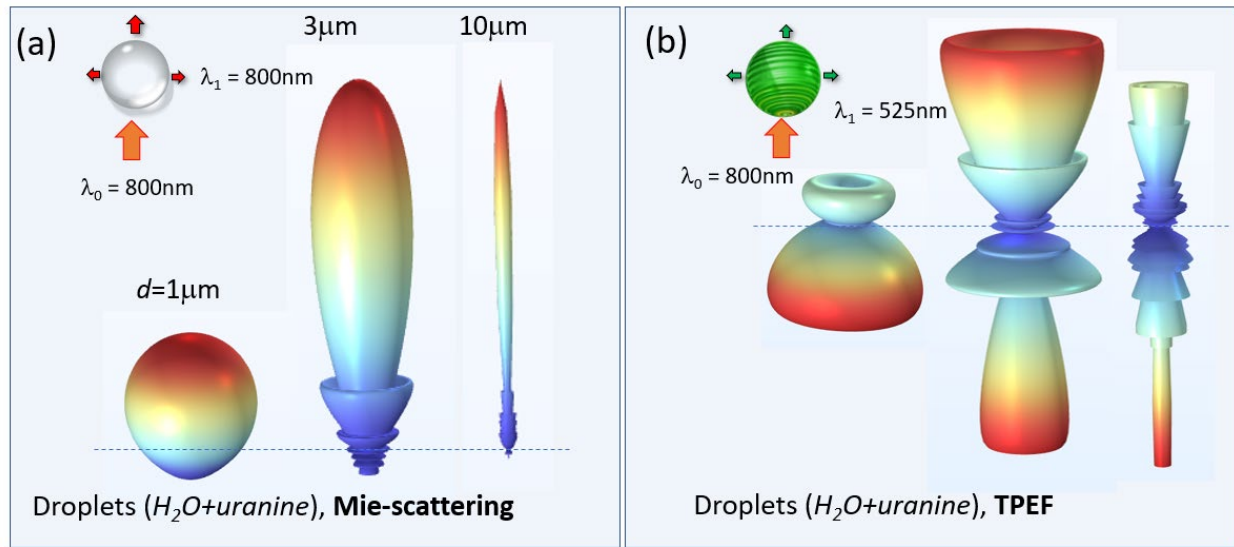 (a)
3μm
10μm
λ₁ = 800nm
λ₀ = 800nm
d=1μm
Droplets (H₂O+uranine), Mie-scattering
(b)
λ₁ = 525nm
λ₀ = 800nm
Droplets (H₂O+uranine), TPEF